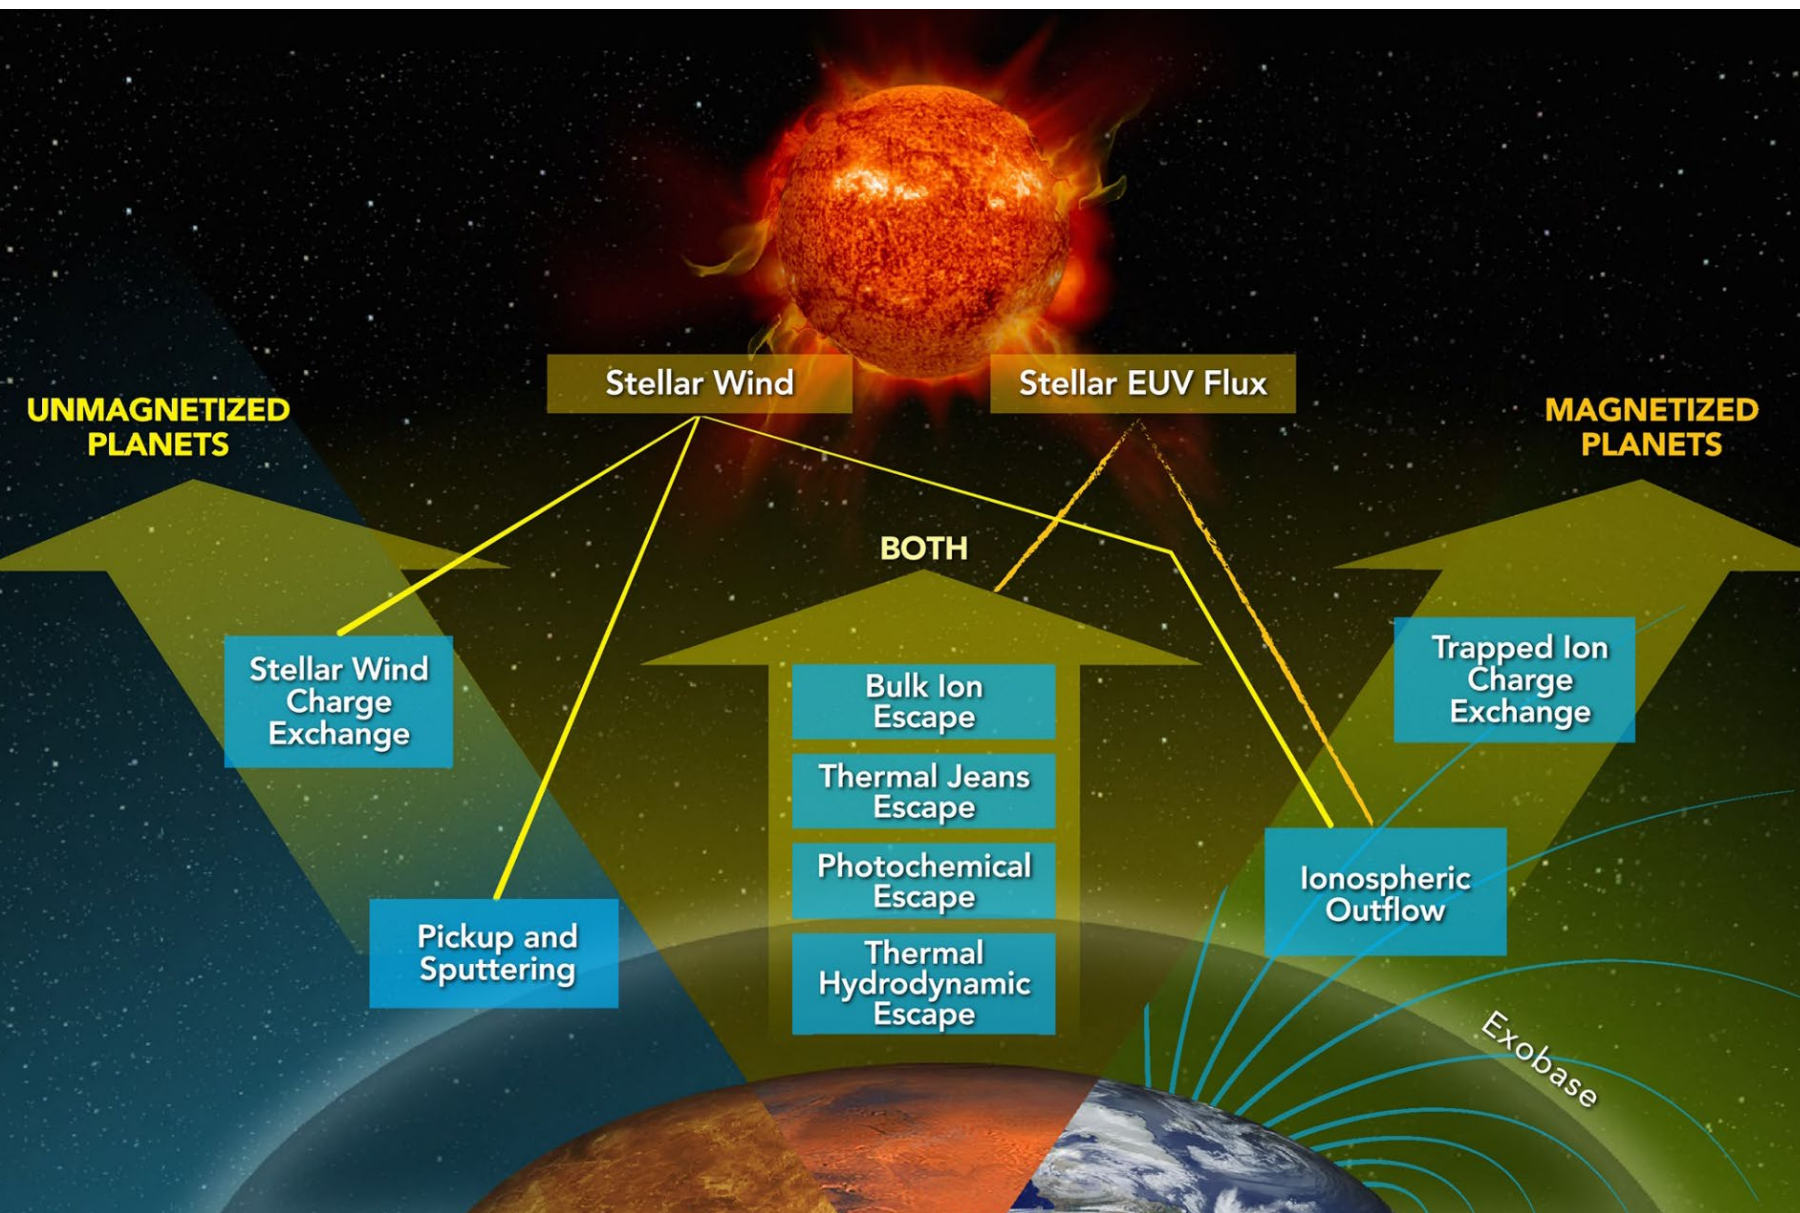 Stellar Wind
Stellar EUV Flux
UNMAGNETIZED
PLANETS
MAGNETIZED
PLANETS
BOTH
Stellar Wind
Charge
Exchange
Pickup and
Sputtering
Bulk Ion
Escape
Thermal Jeans
Escape
Photochemical
Escape
Thermal
Hydrodynamic
Escape
Trapped Ion
Charge
Exchange
Ionospheric
Outflow
Exobase